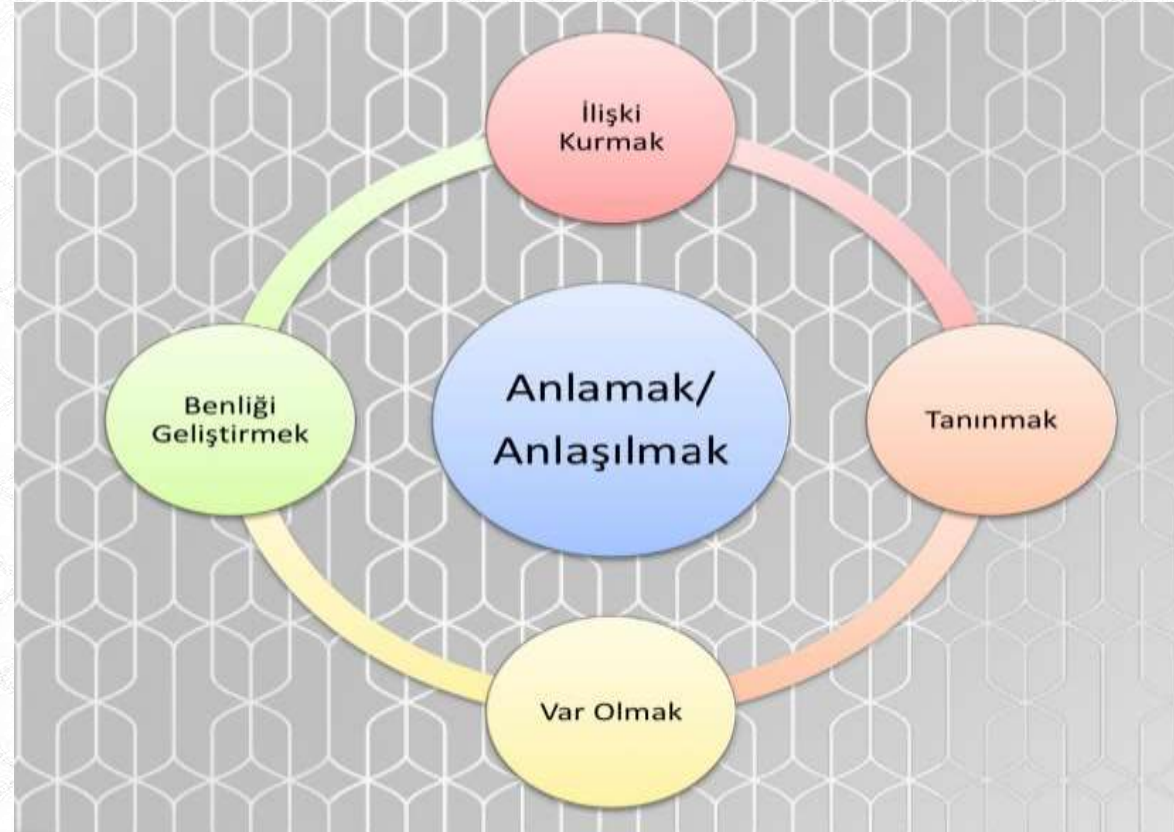 İlişki
Kurmak
Anlamak/
Anlaşılmak
Benliği
Geliştirmek
Tanınmak
Var Olmak